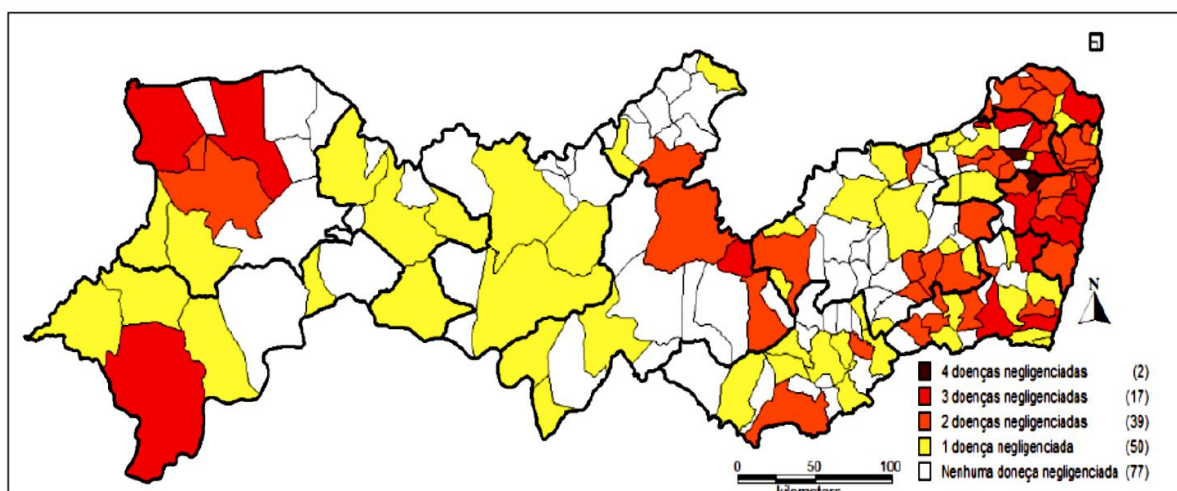 N
4 doenças negligenciadas (2)
3 doenças negligenciadas (17)
2 doenças negligenciadas (39)
1 doença negligenciada (50)
Nenhuma doneça negligenciada (77)
0 50 100
kilometers